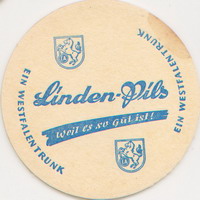 Linden-Pils
weil es so gut ist!
EIN WESTFALENTRUNK
EIN WESTFALENTRUNK